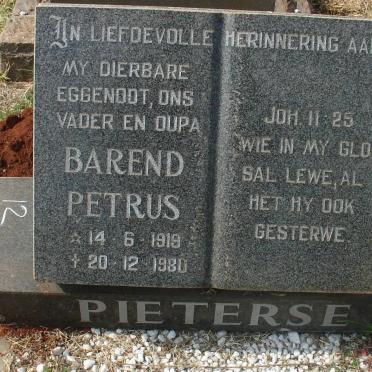 IN LIEFDEVOLLE HERINNERING AAN
MY DIERBARE
EGGENOOT, ONS
VADER EN OUPA
BAREND
PETRUS
☆ 14 - 6 - 1919
✝ 20 - 12 - 1980
JOH. 11 : 25
WIE IN MY GLO
SAL LEWE, AL
HET HY OOK
GESTERWE.
PIETERSE
12